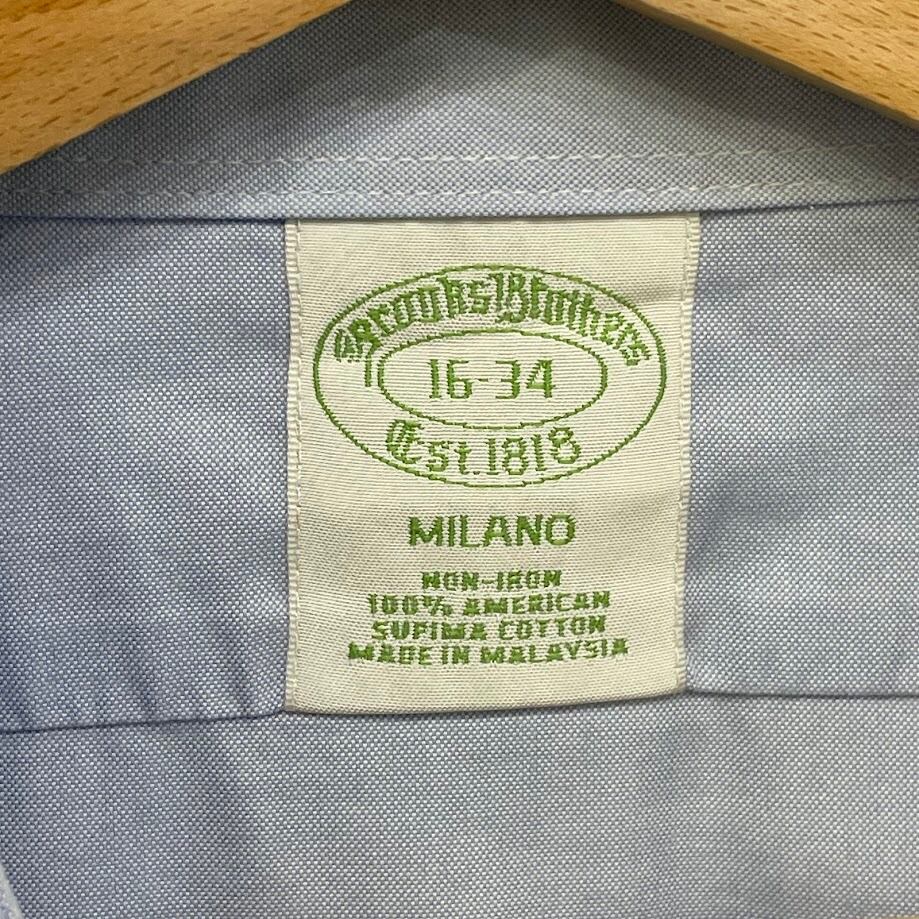 Brooks Brothers
16-34
Est. 1818
MILANO
NON-IRON
100% AMERICAN
SUPIMA COTTON
MADE IN MALAYSIA